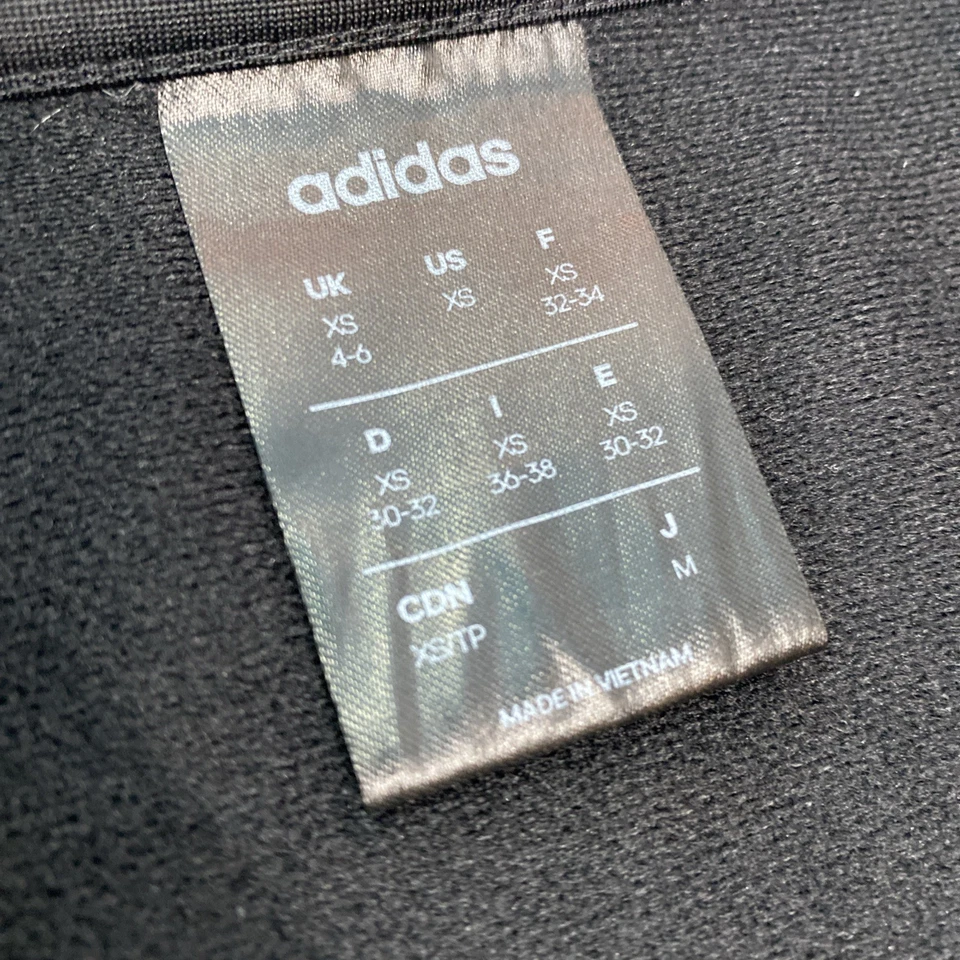 adidas
UK US F
XS XS XS
4-6 32-34
D I E
XS XS XS
30-32 36-38 30-32
CDN J
XS/TP M
MADE IN VIETNAM